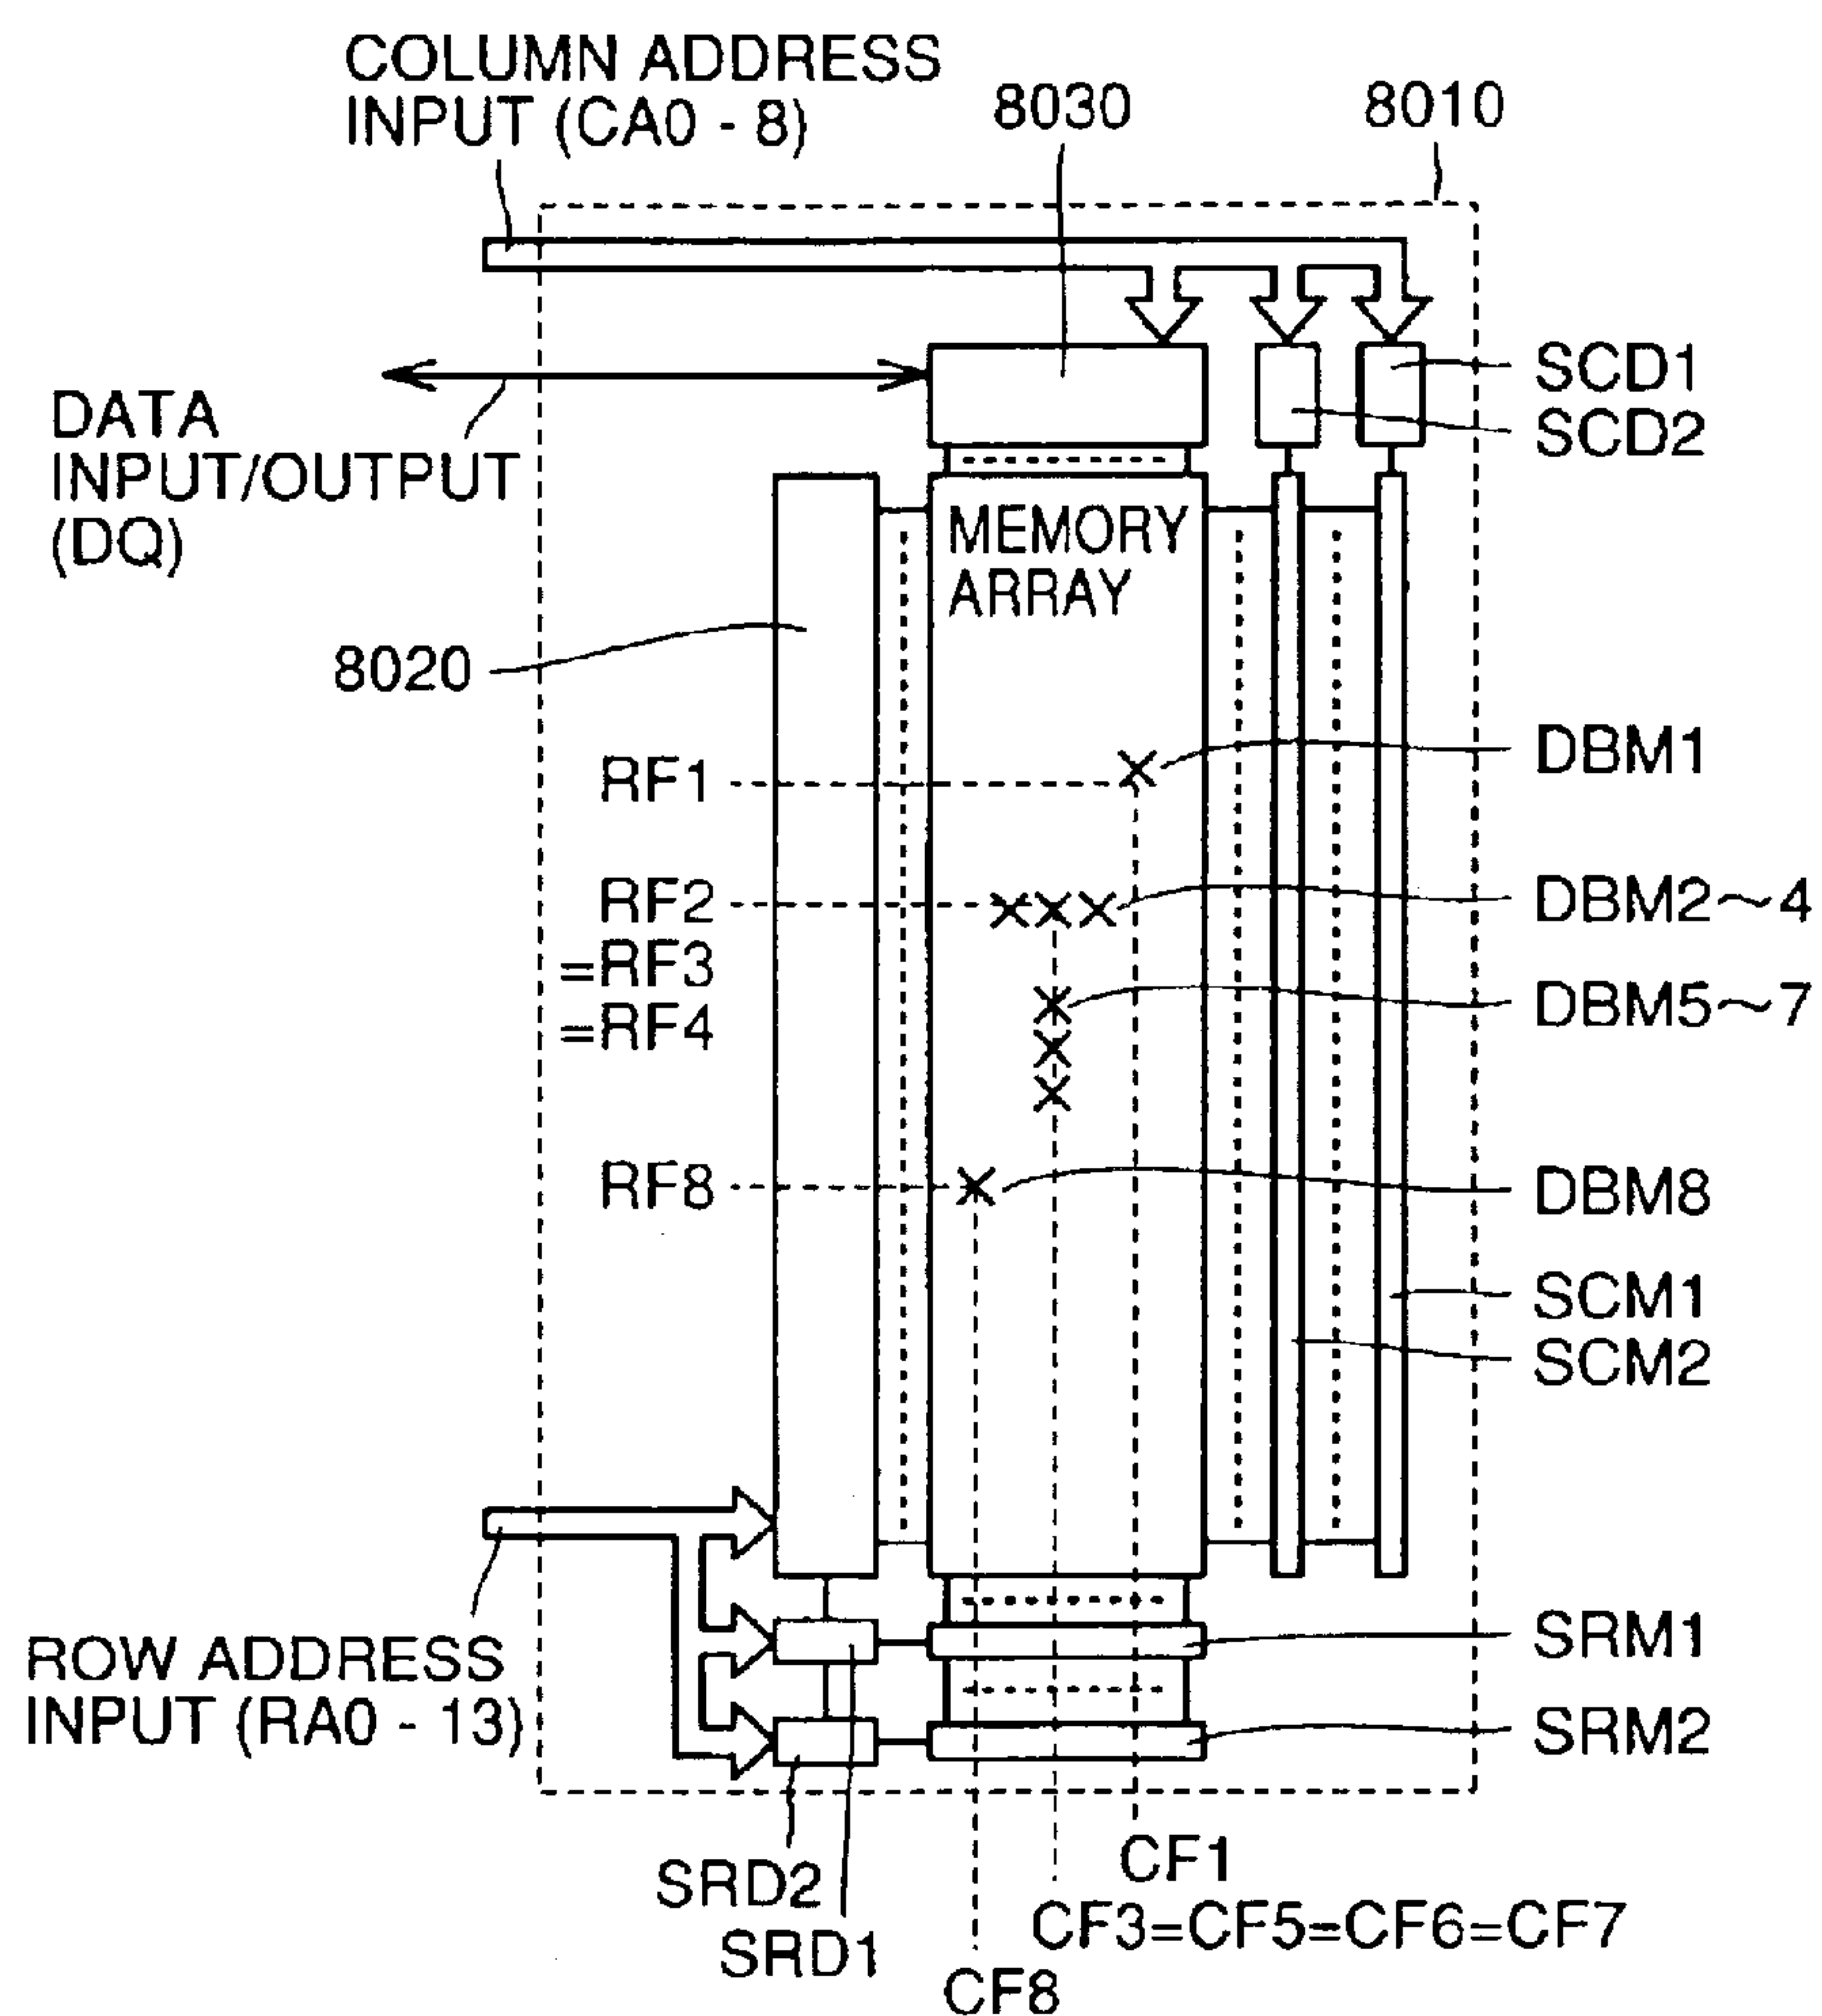 COLUMN ADDRESS
INPUT (CA0 - 8)
8030
8010
SCD1
SCD2
DATA
INPUT/OUTPUT
(DQ)
MEMORY
ARRAY
8020
DBM1
RF1
RF2
DBM2~4
=RF3
DBM5~7
=RF4
RF8
DBM8
SCM1
SCM2
ROW ADDRESS
INPUT (RA0 - 13)
SRM1
SRM2
SRD2
SRD1
CF1
CF3=CF5=CF6=CF7
CF8